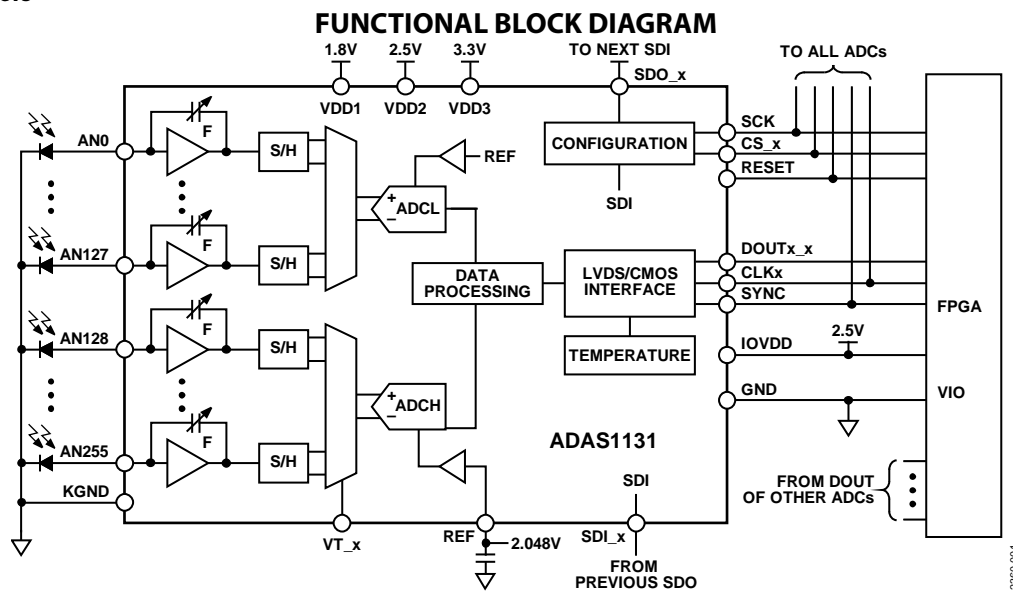 FUNCTIONAL BLOCK DIAGRAM
1.8V
2.5V
3.3V
TO NEXT SDI
TO ALL ADCs
SDO_x
VDD1
VDD2
VDD3
AN0
F
S/H
REF
CONFIGURATION
SCK
CS_x
RESET
+
–
ADCL
SDI
AN127
F
S/H
DATA
PROCESSING
LVDS/CMOS
INTERFACE
DOUTx_x
CLKx
SYNC
FPGA
AN128
F
S/H
TEMPERATURE
2.5V
IOVDD
+
–
ADCH
GND
VIO
AN255
F
S/H
ADAS1131
KGND
SDI
FROM DOUT
OF OTHER ADCs
VT_x
REF
2.048V
SDI_x
FROM
PREVIOUS SDO